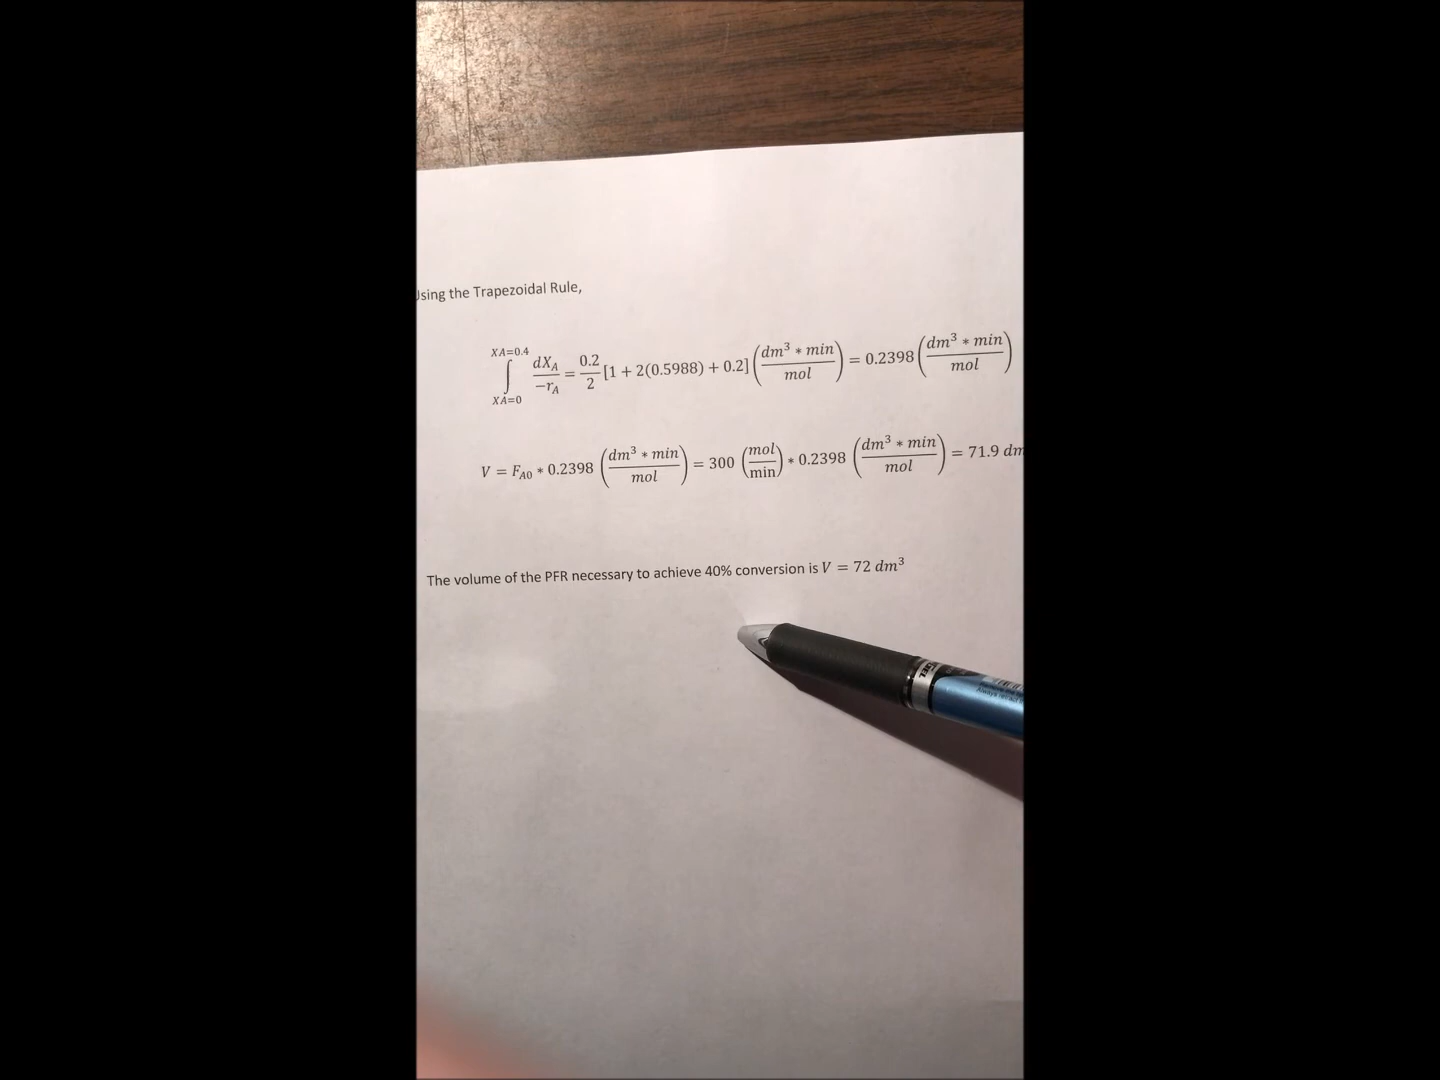 Using the Trapezoidal Rule,
∫_{XA=0}^{XA=0.4} dX_A/−r_A = 0.2/2 [1 + 2(0.5988) + 0.2] (dm³ * min / mol) = 0.2398 (dm³ * min / mol)
V = F_A0 * 0.2398 (dm³ * min / mol) = 300 (mol / min) * 0.2398 (dm³ * min / mol) = 71.9 dm
The volume of the PFR necessary to achieve 40% conversion is V = 72 dm³